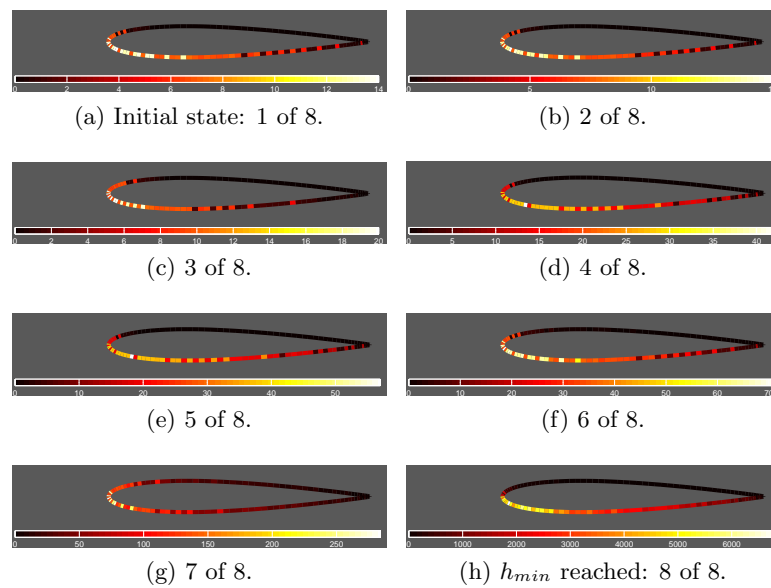 0 2 4 6 8 10 12 14
0 5 10
(a) Initial state: 1 of 8.
(b) 2 of 8.
0 2 4 6 8 10 12 14 16 18 20
0 5 10 15 20 25 30 35 40
(c) 3 of 8.
(d) 4 of 8.
0 10 20 30 40 50
0 10 20 30 40 50 60
(e) 5 of 8.
(f) 6 of 8.
0 50 100 150 200 250
0 1000 2000 3000 4000 5000 6000
(g) 7 of 8.
(h) h_min reached: 8 of 8.